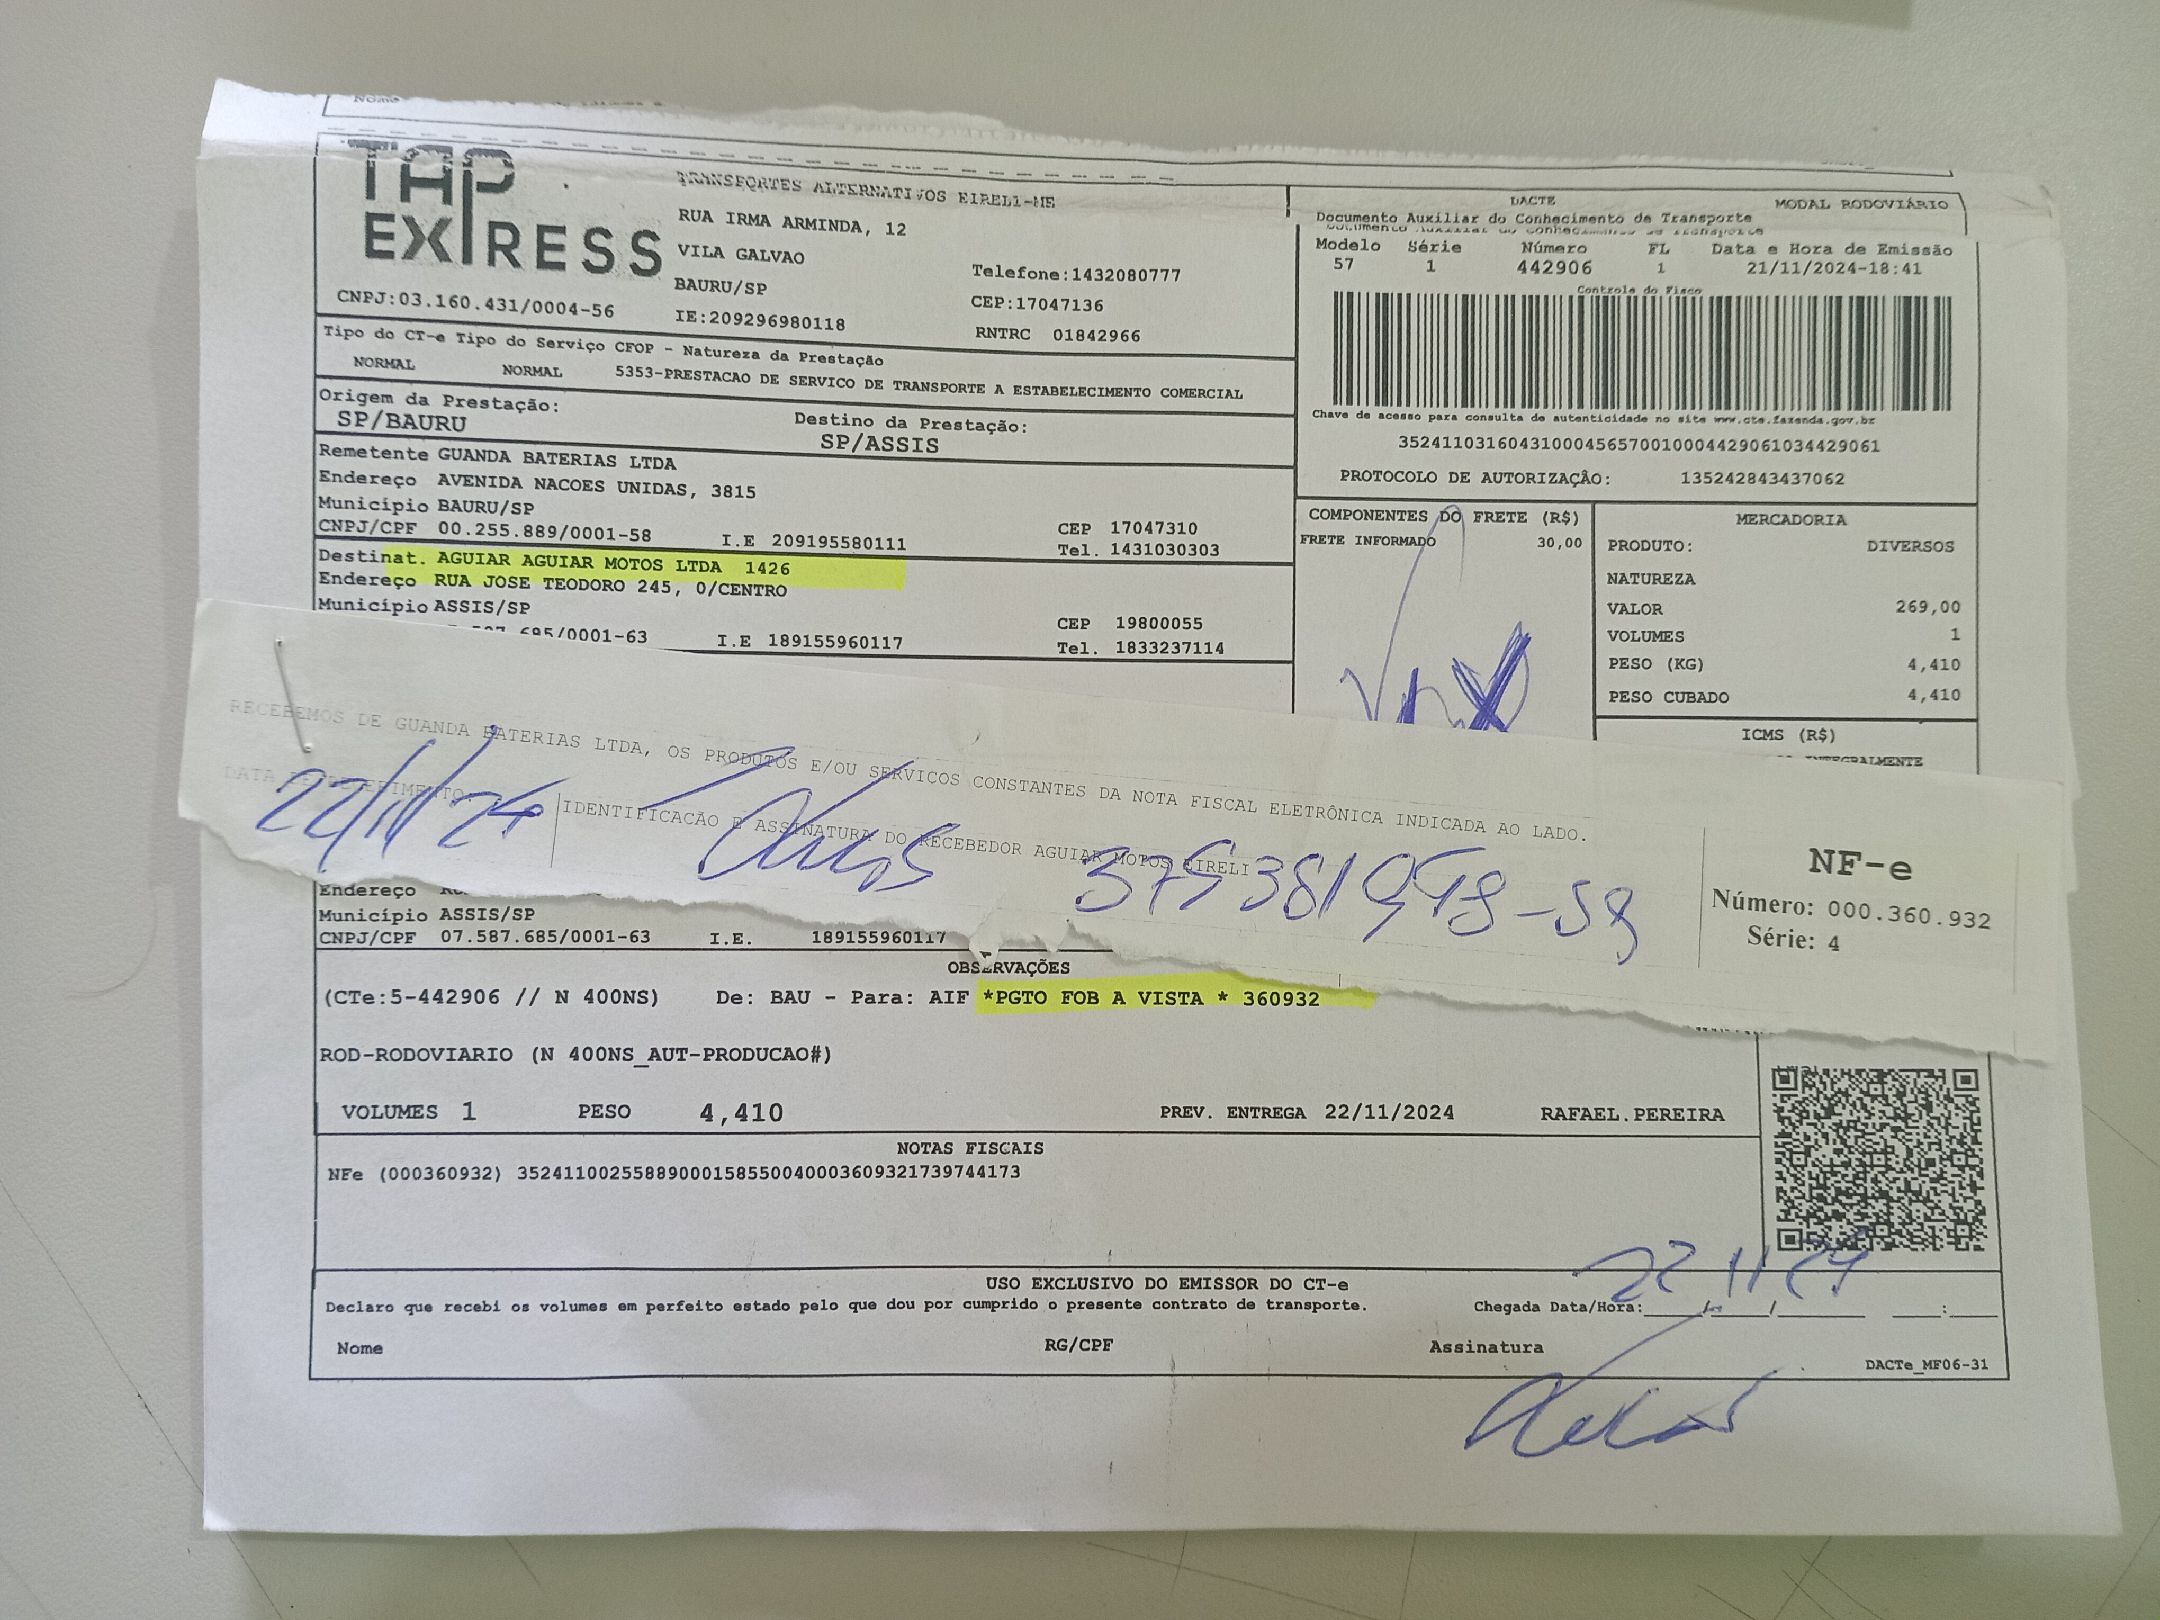 TAP EXPRESS
TRANSPORTES ALTERNATIVOS EIRELI-ME
RUA IRMA ARMINDA, 12
VILA GALVAO
BAURU/SP
Telefone:1432080777
CEP:17047136
CNPJ:03.160.431/0004-56
IE:209296980118
RNTRC 01842966
DACTE
MODAL RODOVIÁRIO
Documento Auxiliar do Conhecimento de Transporte
Modelo Série Número FL Data e Hora de Emissão
57 1 442906 1 21/11/2024-18:41
Controle do Fisco
Chave de acesso para consulta de autenticidade no site www.cte.fazenda.gov.br
35241103160431000456570010004429061034429061
PROTOCOLO DE AUTORIZAÇÃO: 135242843437062
Tipo do CT-e Tipo do Serviço CFOP - Natureza da Prestação
NORMAL NORMAL 5353-PRESTACAO DE SERVICO DE TRANSPORTE A ESTABELECIMENTO COMERCIAL
Origem da Prestação:
SP/BAURU
Destino da Prestação:
SP/ASSIS
Remetente GUANDA BATERIAS LTDA
Endereço AVENIDA NACOES UNIDAS, 3815
Município BAURU/SP
CEP 17047310
CNPJ/CPF 00.255.889/0001-58 I.E 209195580111 Tel. 1431030303
Destinat. AGUIAR AGUIAR MOTOS LTDA 1426
Endereço RUA JOSE TEODORO 245, 0/CENTRO
Município ASSIS/SP
CEP 19800055
685/0001-63 I.E 189155960117 Tel. 1833237114
COMPONENTES DO FRETE (R$)
FRETE INFORMADO 30,00
MERCADORIA
PRODUTO: DIVERSOS
NATUREZA
VALOR 269,00
VOLUMES 1
PESO (KG) 4,410
PESO CUBADO 4,410
ICMS (R$)
INTEGRALMENTE
RECEBEMOS DE GUANDA BATERIAS LTDA, OS PRODUTOS E/OU SERVICOS CONSTANTES DA NOTA FISCAL ELETRÔNICA INDICADA AO LADO.
DATA DE RECEBIMENTO
22/11/24
IDENTIFICACÃO E ASSINATURA DO RECEBEDOR AGUIAR MOTOS EIRELI
NF-e
Número: 000.360.932
Série: 4
Endereço
Município ASSIS/SP
CNPJ/CPF 07.587.685/0001-63 I.E. 189155960117
OBSERVAÇÕES
(CTe:5-442906 // N 400NS) De: BAU - Para: AIF *PGTO FOB A VISTA * 360932
ROD-RODOVIARIO (N 400NS_AUT-PRODUCAO#)
VOLUMES 1 PESO 4,410 PREV. ENTREGA 22/11/2024 RAFAEL.PEREIRA
NOTAS FISCAIS
NFe (000360932) 35241100255889000158550040003609321739744173
USO EXCLUSIVO DO EMISSOR DO CT-e
Declaro que recebi os volumes em perfeito estado pelo que dou por cumprido o presente contrato de transporte.
Chegada Data/Hora: 22 11 24
Nome RG/CPF Assinatura
DACTe_MF06-31